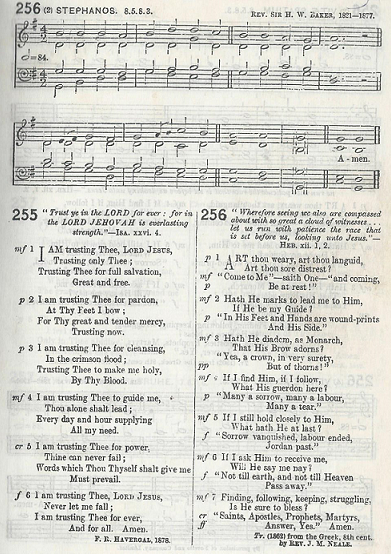 256 (2) STEPHANOS. 8.5.8.3. REV. SIR H. W. BAKER, 1821–1877.
=84.
A - men.
255 "Trust ye in the LORD for ever : for in
the LORD JEHOVAH is everlasting
strength."—ISA. xxvi. 4.
mf 1 I AM trusting Thee, LORD JESUS,
Trusting only Thee ;
Trusting Thee for full salvation,
Great and free.
p 2 I am trusting Thee for pardon,
At Thy Feet I bow ;
For Thy great and tender mercy,
Trusting now.
p 3 I am trusting Thee for cleansing,
In the crimson flood ;
Trusting Thee to make me holy,
By Thy Blood.
mf 4 I am trusting Thee to guide me,
Thou alone shalt lead ;
Every day and hour supplying
All my need.
cr 5 I am trusting Thee for power,
Thine can never fail ;
Words which Thou Thyself shalt give me
Must prevail.
f 6 I am trusting Thee, LORD JESUS,
Never let me fall ;
I am trusting Thee for ever,
And for all. Amen.
F. R. HAVERGAL, 1878.
256 "Wherefore seeing we also are compassed
about with so great a cloud of witnesses...
let us run with patience the race that
is set before us, looking unto Jesus."—
HEB. xii. 1, 2.
p 1 ART thou weary, art thou languid,
Art thou sore distrest ?
mf "Come to Me"—saith One—"and coming,
p Be at rest !"
mf 2 Hath He marks to lead me to Him,
If He be my Guide ?
p "In His Feet and Hands are wound-prints
And His Side."
mf 3 Hath He diadem, as Monarch,
That His Brow adorns ?
"Yes, a crown, in very surety,
pp But of thorns !"
mf 4 If I find Him, if I follow,
What His guerdon here ?
p "Many a sorrow, many a labour,
Many a tear."
mf 5 If I still hold closely to Him,
What hath He at last ?
f "Sorrow vanquished, labour ended,
Jordan past."
mf 6 If I ask Him to receive me,
Will He say me nay ?
f "Not till earth, and not till Heaven
Pass away."
mf 7 Finding, following, keeping, struggling,
Is He sure to bless ?
cr "Saints, Apostles, Prophets, Martyrs,
ff Answer, Yes." Amen.
Tr. (1862) from the Greek, 8th cent.
by REV. J. M. NEALE.